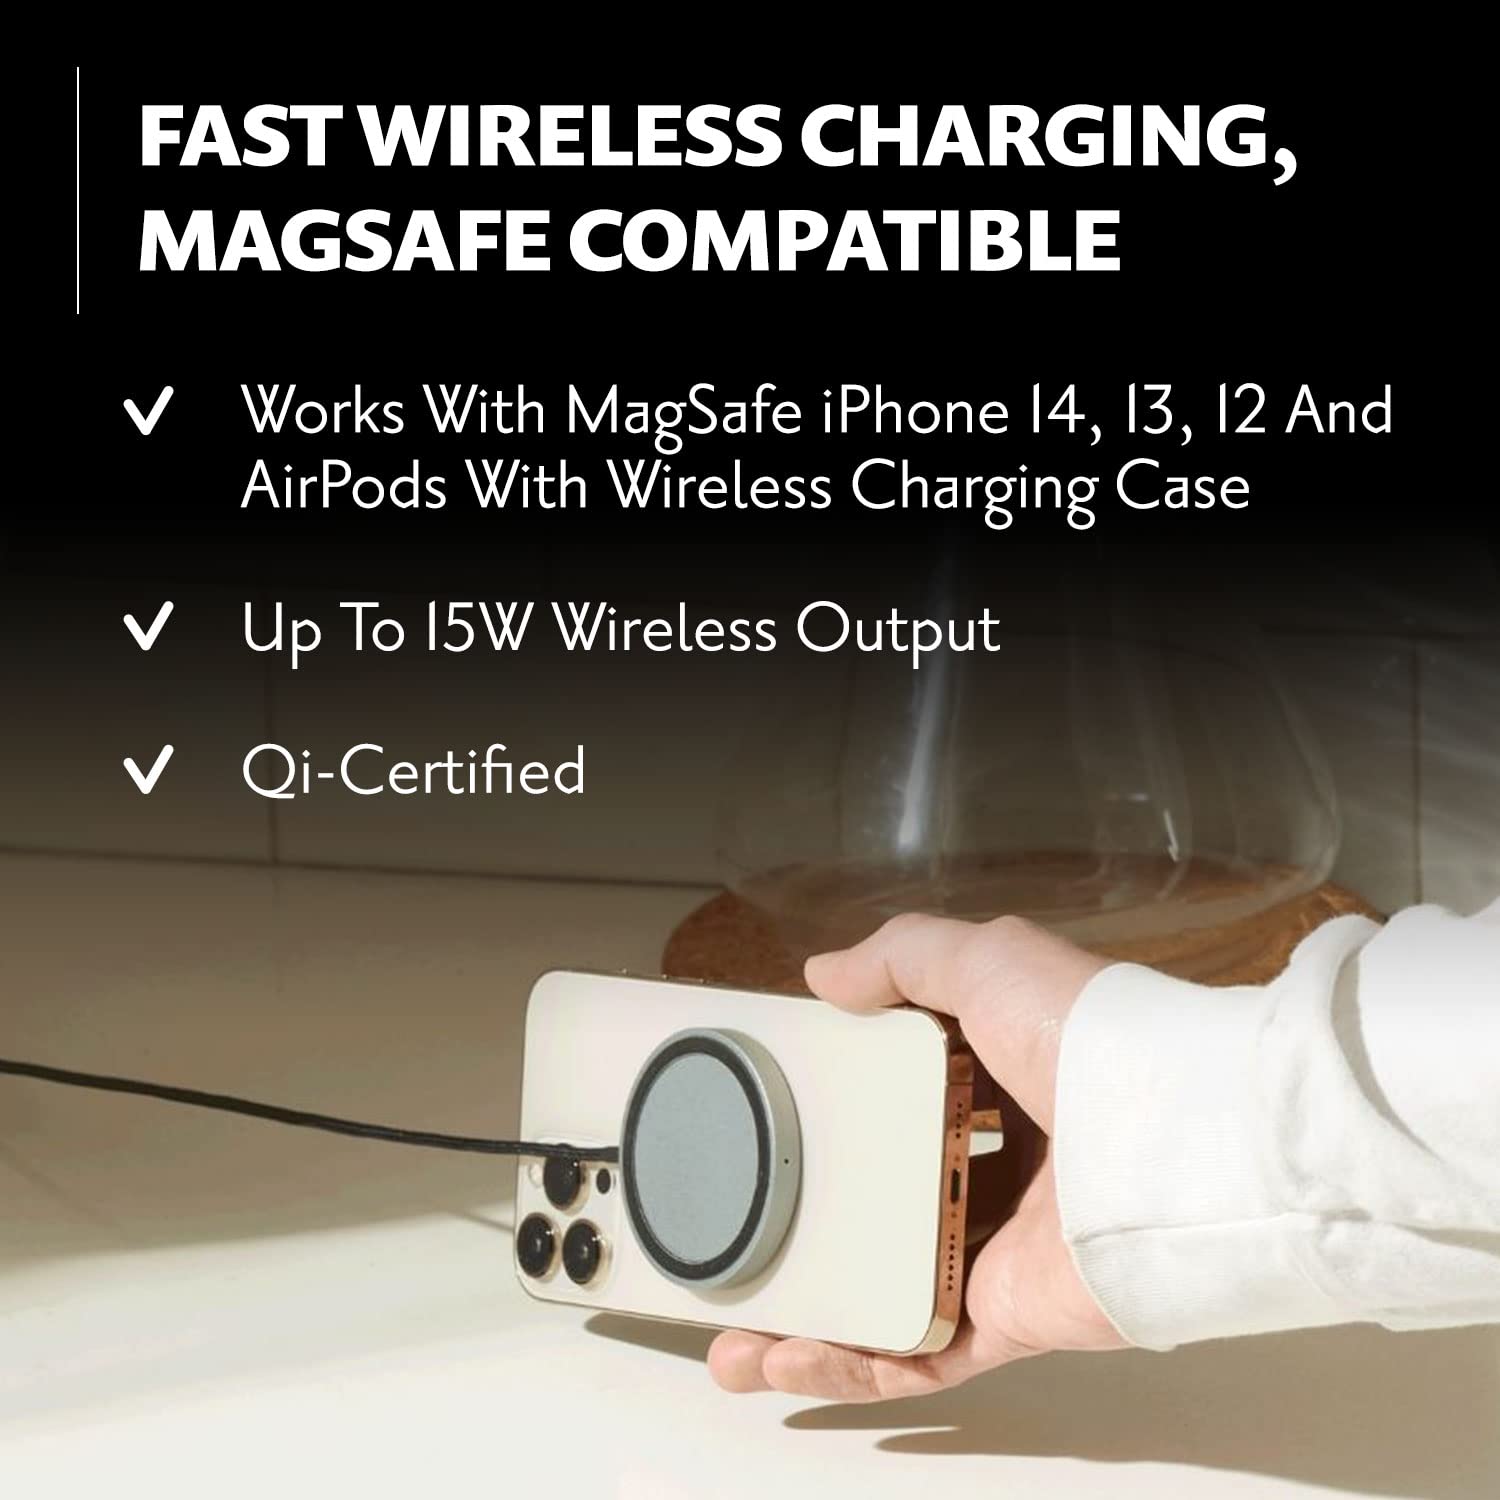 FAST WIRELESS CHARGING,
MAGSAFE COMPATIBLE
Works With MagSafe iPhone 14, 13, 12 And
AirPods With Wireless Charging Case
Up To 15W Wireless Output
Qi-Certified